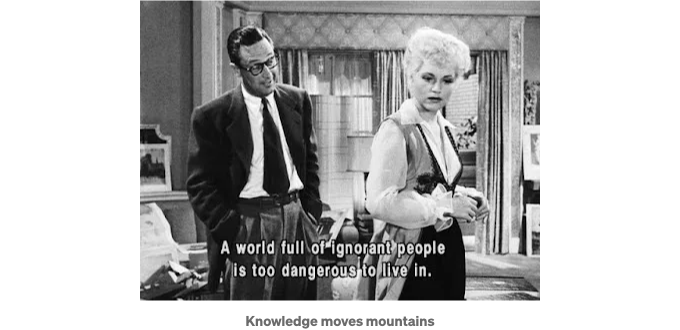 A world full of ignorant people
is too dangerous to live in.
Knowledge moves mountains